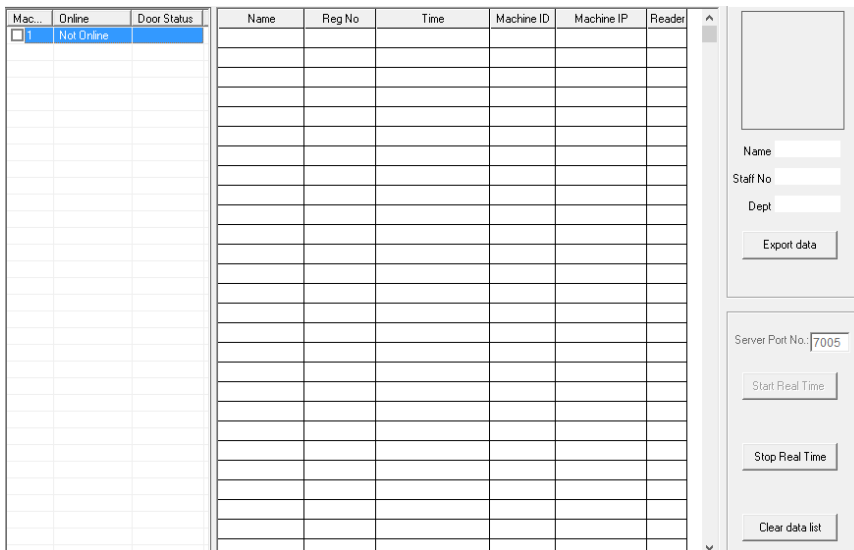 Mac... Online Door Status Name Reg No Time Machine ID Machine IP Reader
1 Not Online
Name
Staff No
Dept
Export data
Server Port No.: 7005
Start Real Time
Stop Real Time
Clear data list